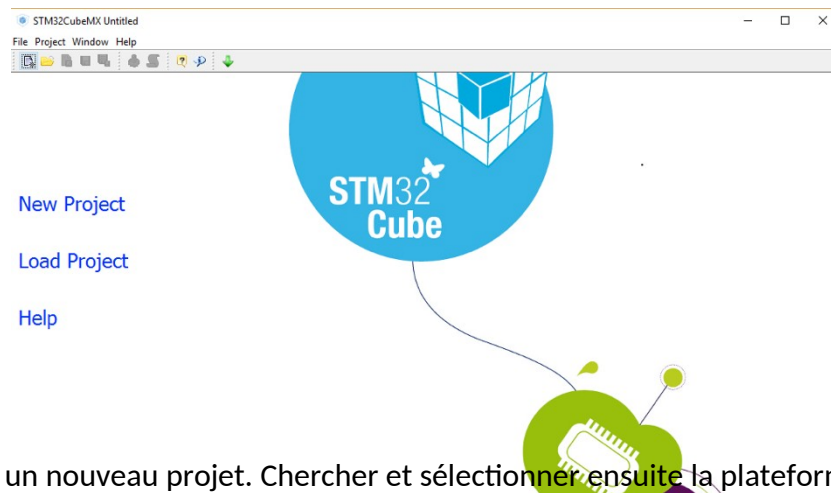 STM32CubeMX Untitled
File Project Window Help
STM32
Cube
New Project
Load Project
Help
un nouveau projet. Chercher et sélectionner ensuite la plateforr